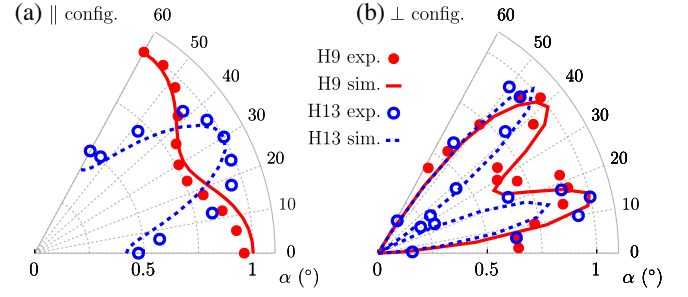 (a) ∥ config.
60
50
40
30
20
10
0
0
0.5
1
α (°)
H9 exp.
H9 sim.
H13 exp.
H13 sim.
(b) ⊥ config.
60
50
40
30
20
10
0
0
0.5
1
α (°)